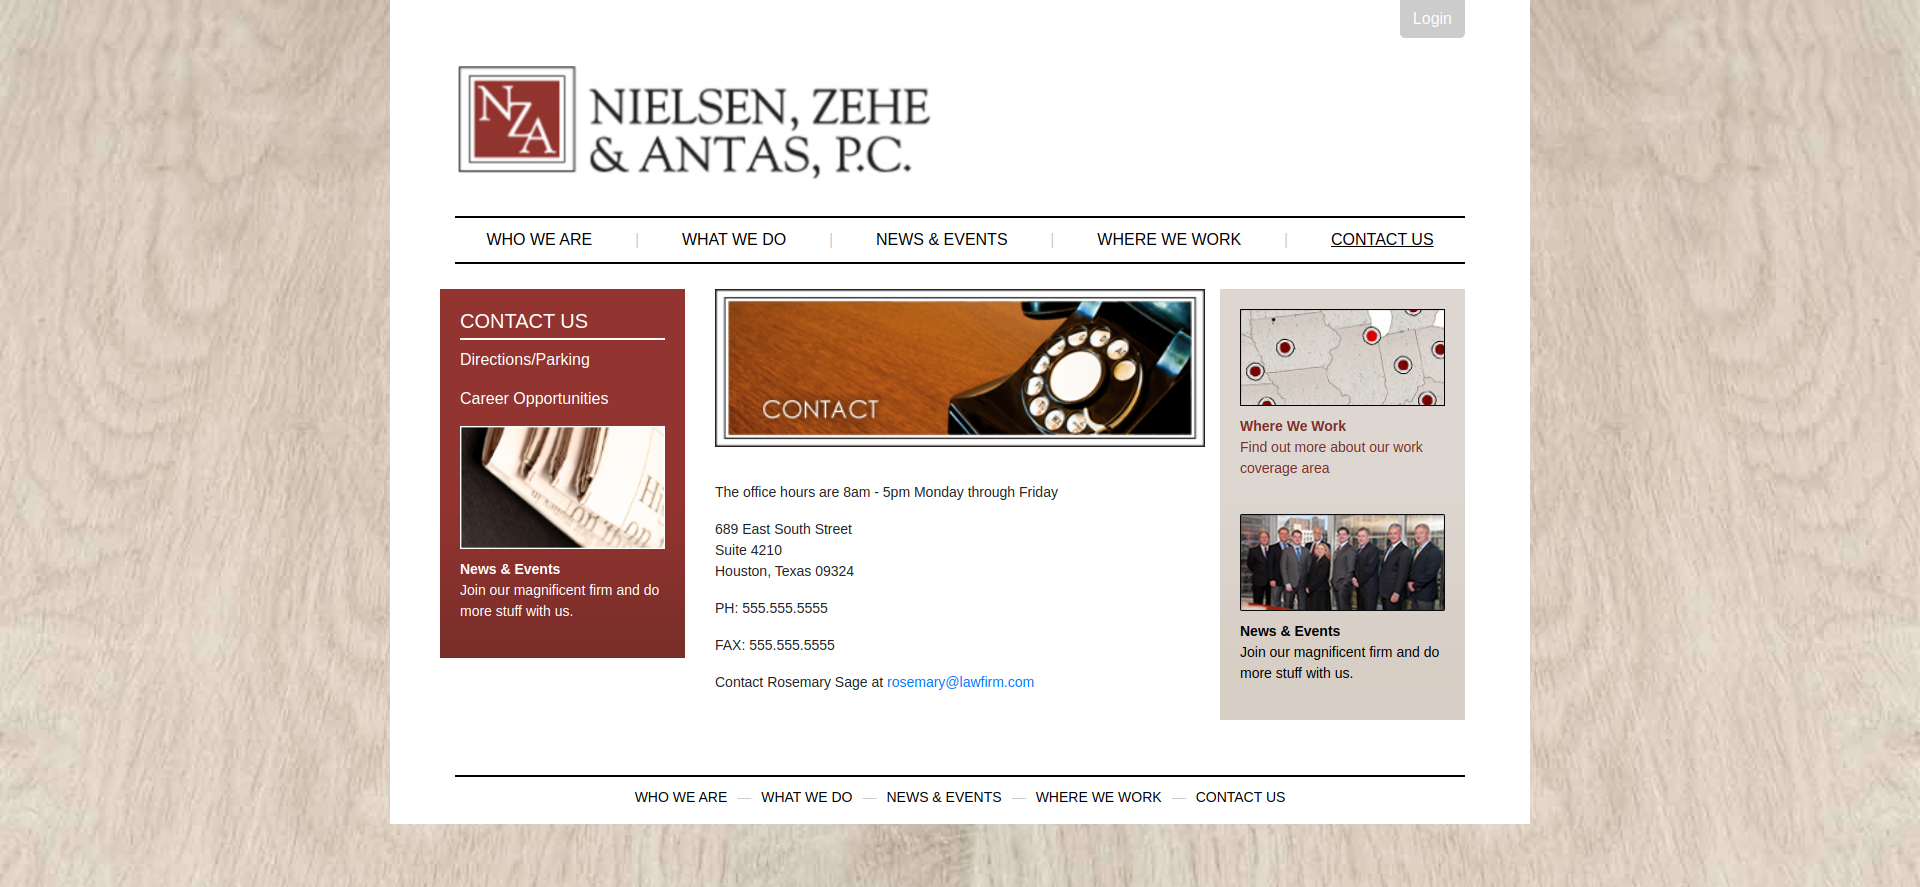 Login
NZA
NIELSEN, ZEHE
& ANTAS, P.C.
WHO WE ARE | WHAT WE DO | NEWS & EVENTS | WHERE WE WORK | CONTACT US
CONTACT US
Directions/Parking
Career Opportunities
News & Events
Join our magnificent firm and do
more stuff with us.
CONTACT
The office hours are 8am - 5pm Monday through Friday
689 East South Street
Suite 4210
Houston, Texas 09324
PH: 555.555.5555
FAX: 555.555.5555
Contact Rosemary Sage at rosemary@lawfirm.com
Where We Work
Find out more about our work
coverage area
News & Events
Join our magnificent firm and do
more stuff with us.
WHO WE ARE — WHAT WE DO — NEWS & EVENTS — WHERE WE WORK — CONTACT US